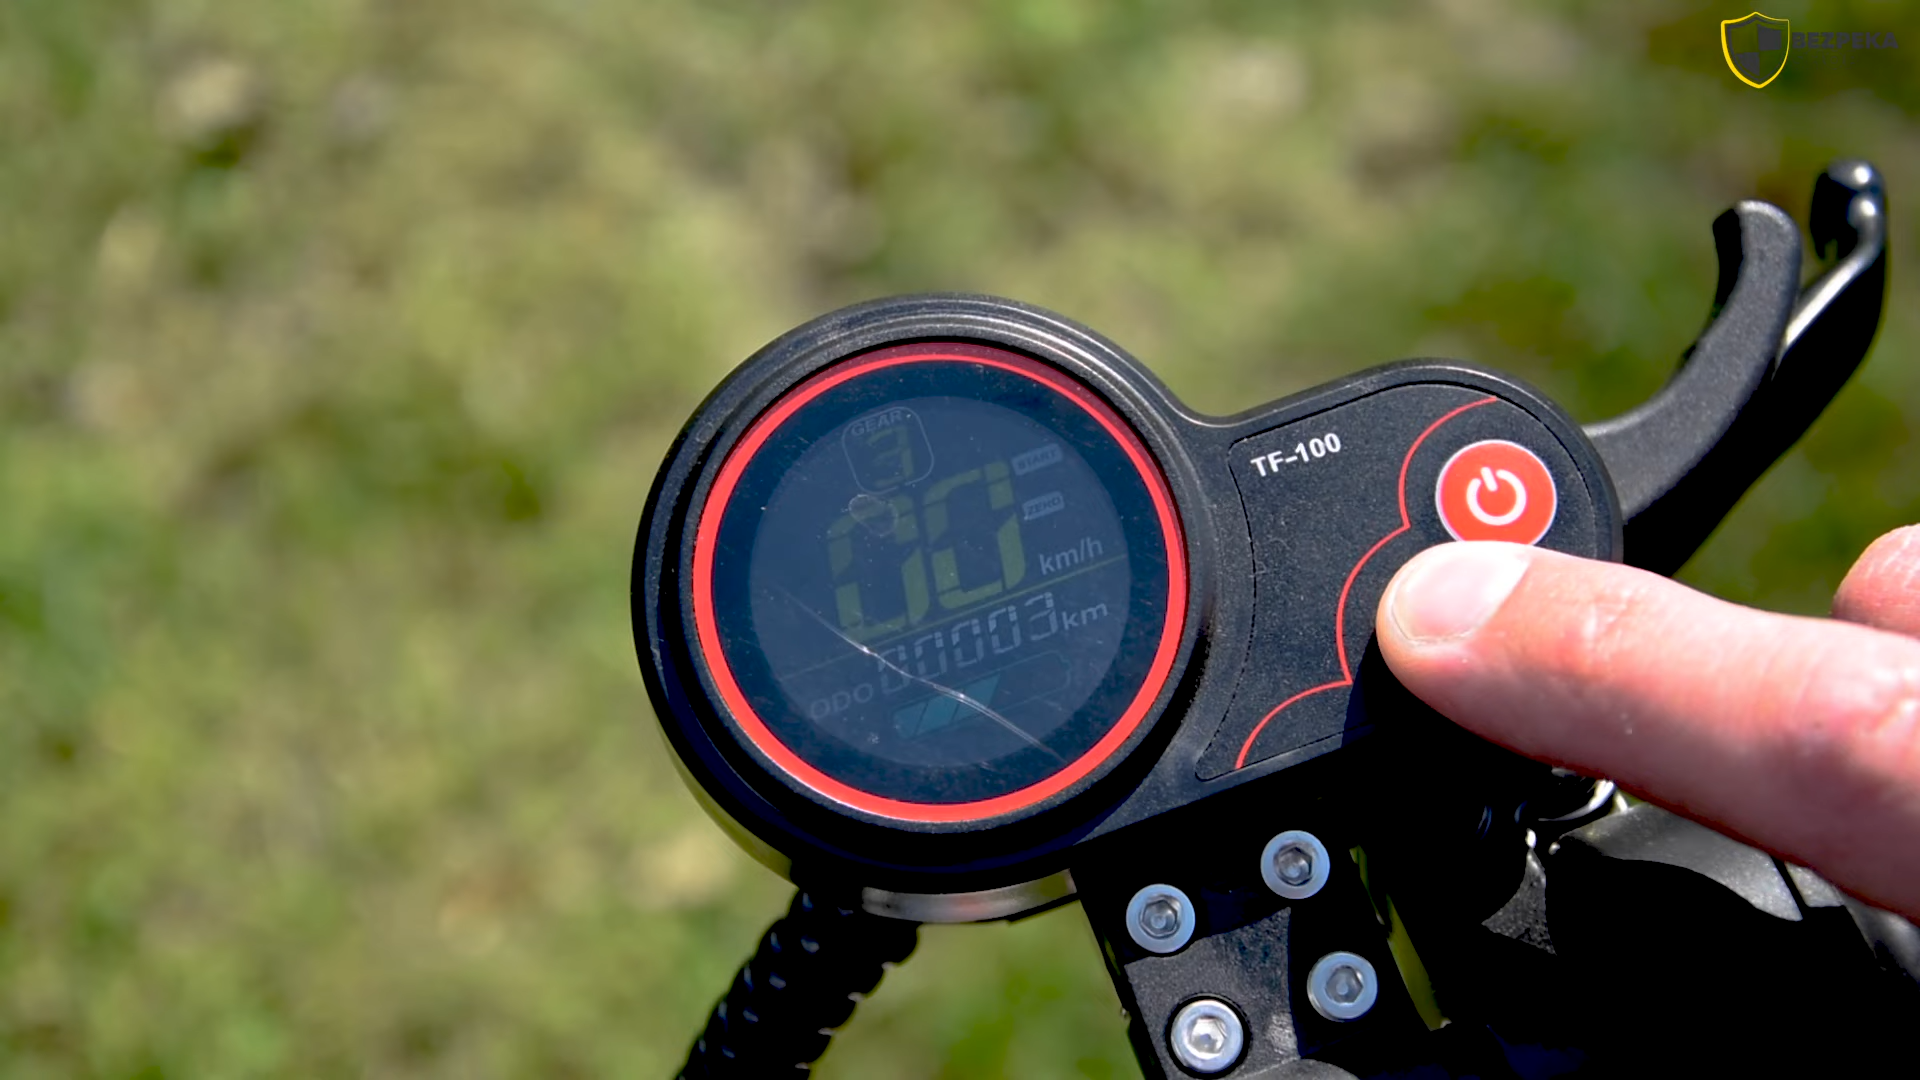 BEZPEKA
GEAR
3
START
00
ZERO
km/h
00003 km
ODO
TF-100